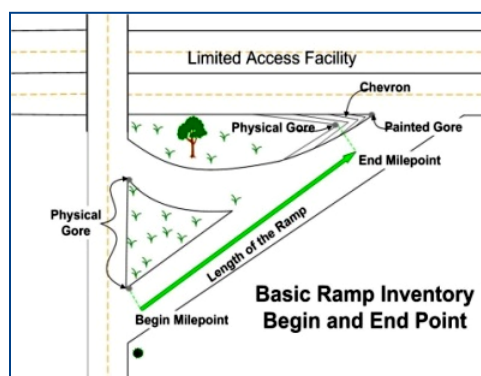 Limited Access Facility
Chevron
Physical Gore
Painted Gore
End Milepoint
Physical
Gore
Length of the Ramp
Begin Milepoint
Basic Ramp Inventory
Begin and End Point